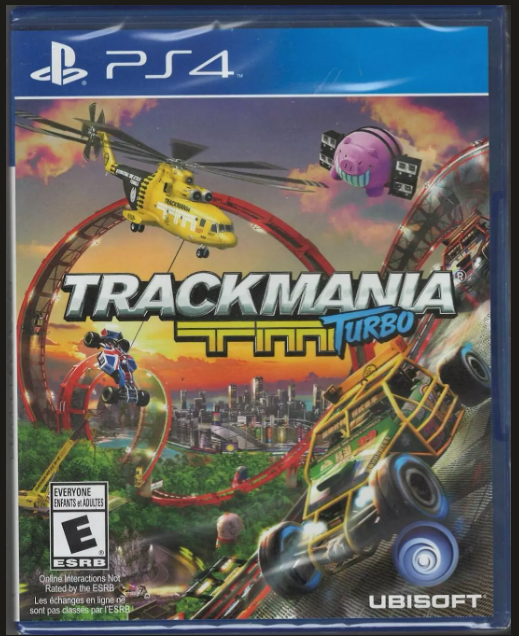 PS4
TRACKMANIA
TRACKMANIA®
TM TURBO
EVERYONE
ENFANTS et ADULTES
E
®
ESRB
Online Interactions Not
Rated by the ESRB
Les échanges en ligne ne
sont pas classés par l'ESRB
UBISOFT